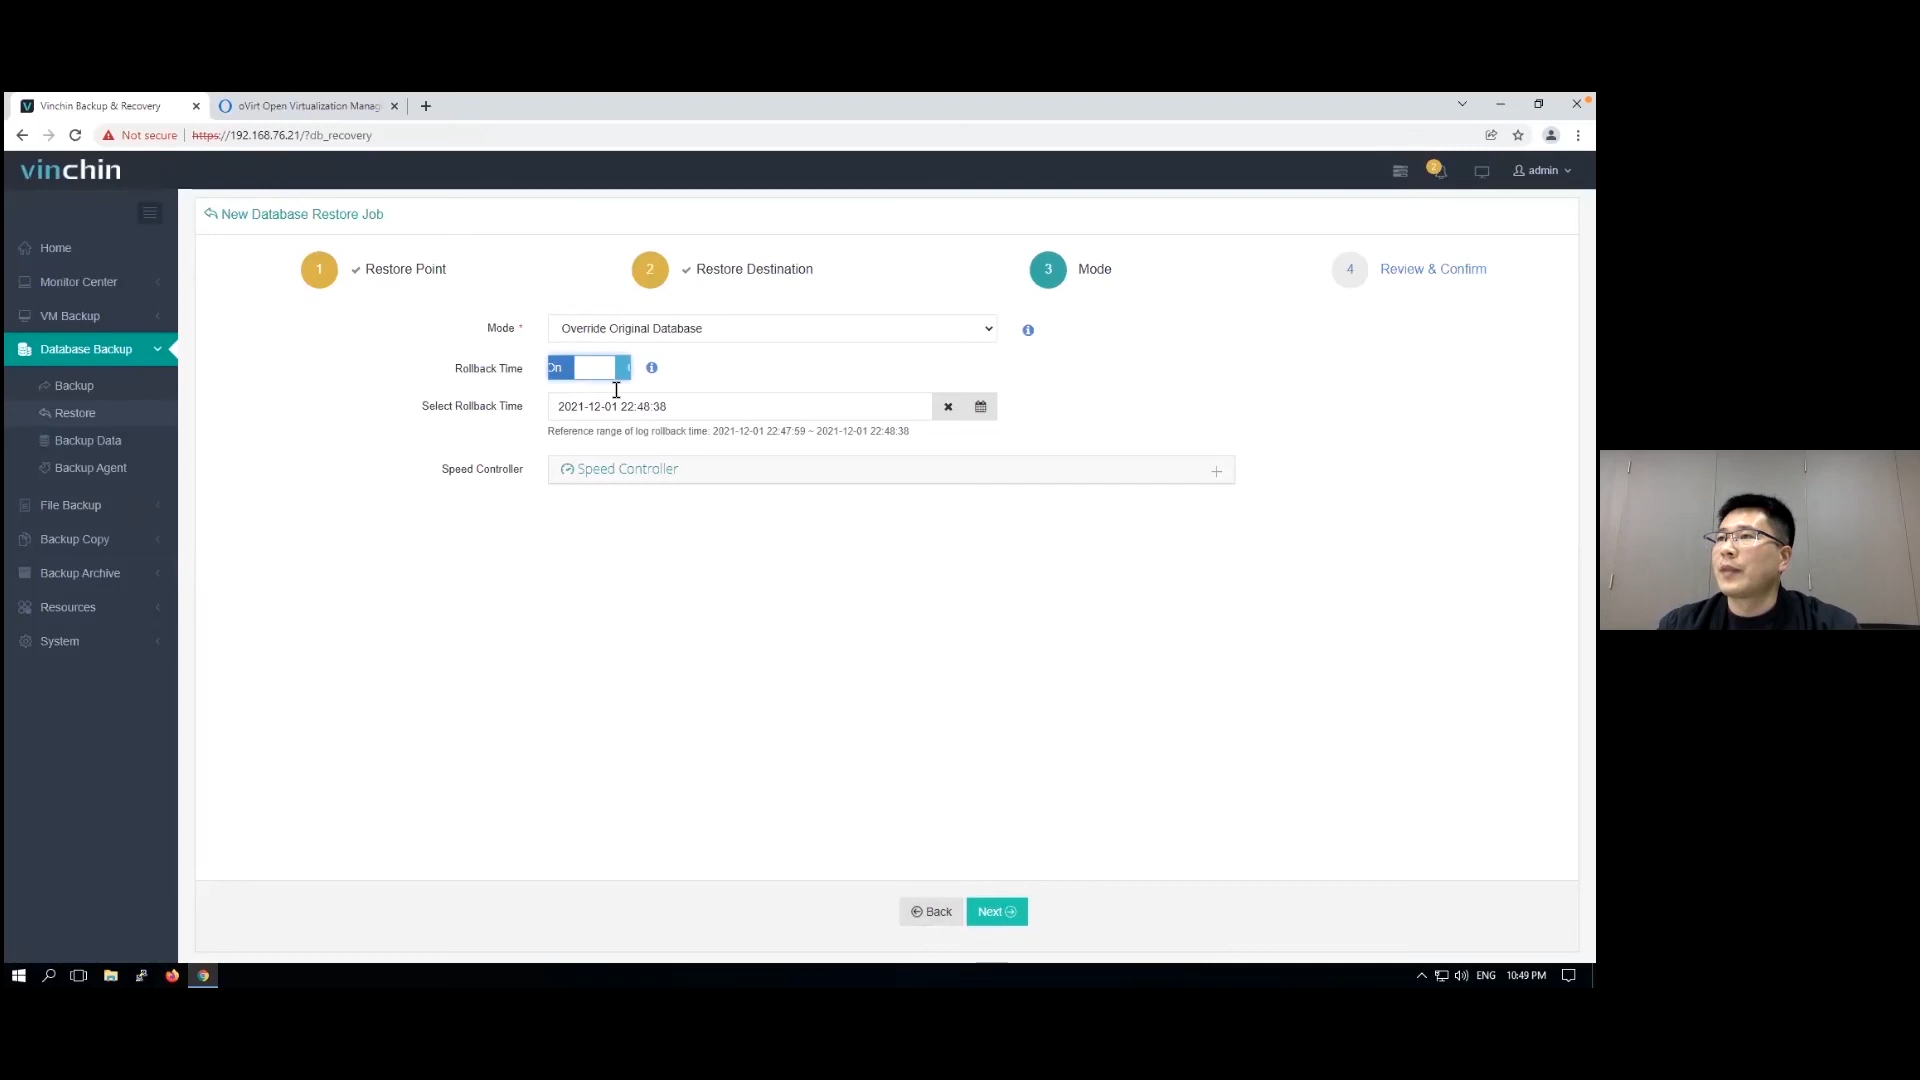 Vinchin Backup & Recovery
oVirt Open Virtualization Manag
Not secure https://192.168.76.21/?db_recovery
vinchin
2
admin
New Database Restore Job
Home
Monitor Center
VM Backup
Database Backup
Backup
Restore
Backup Data
Backup Agent
File Backup
Backup Copy
Backup Archive
Resources
System
1 Restore Point
2 Restore Destination
3 Mode
4 Review & Confirm
Mode * Override Original Database
Rollback Time On
Select Rollback Time 2021-12-01 22:48:38
Reference range of log rollback time: 2021-12-01 22:47:59 ~ 2021-12-01 22:48:38
Speed Controller Speed Controller
Back Next
ENG 10:49 PM